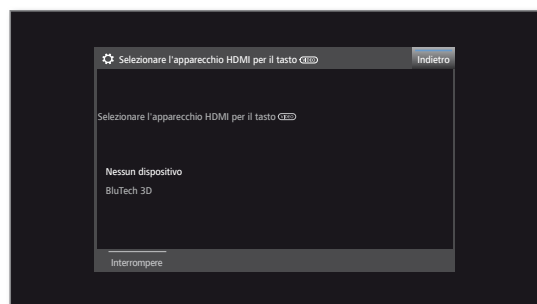 Selezionare l'apparecchio HDMI per il tasto
Indietro
Selezionare l'apparecchio HDMI per il tasto
Nessun dispositivo
BluTech 3D
Interrompere